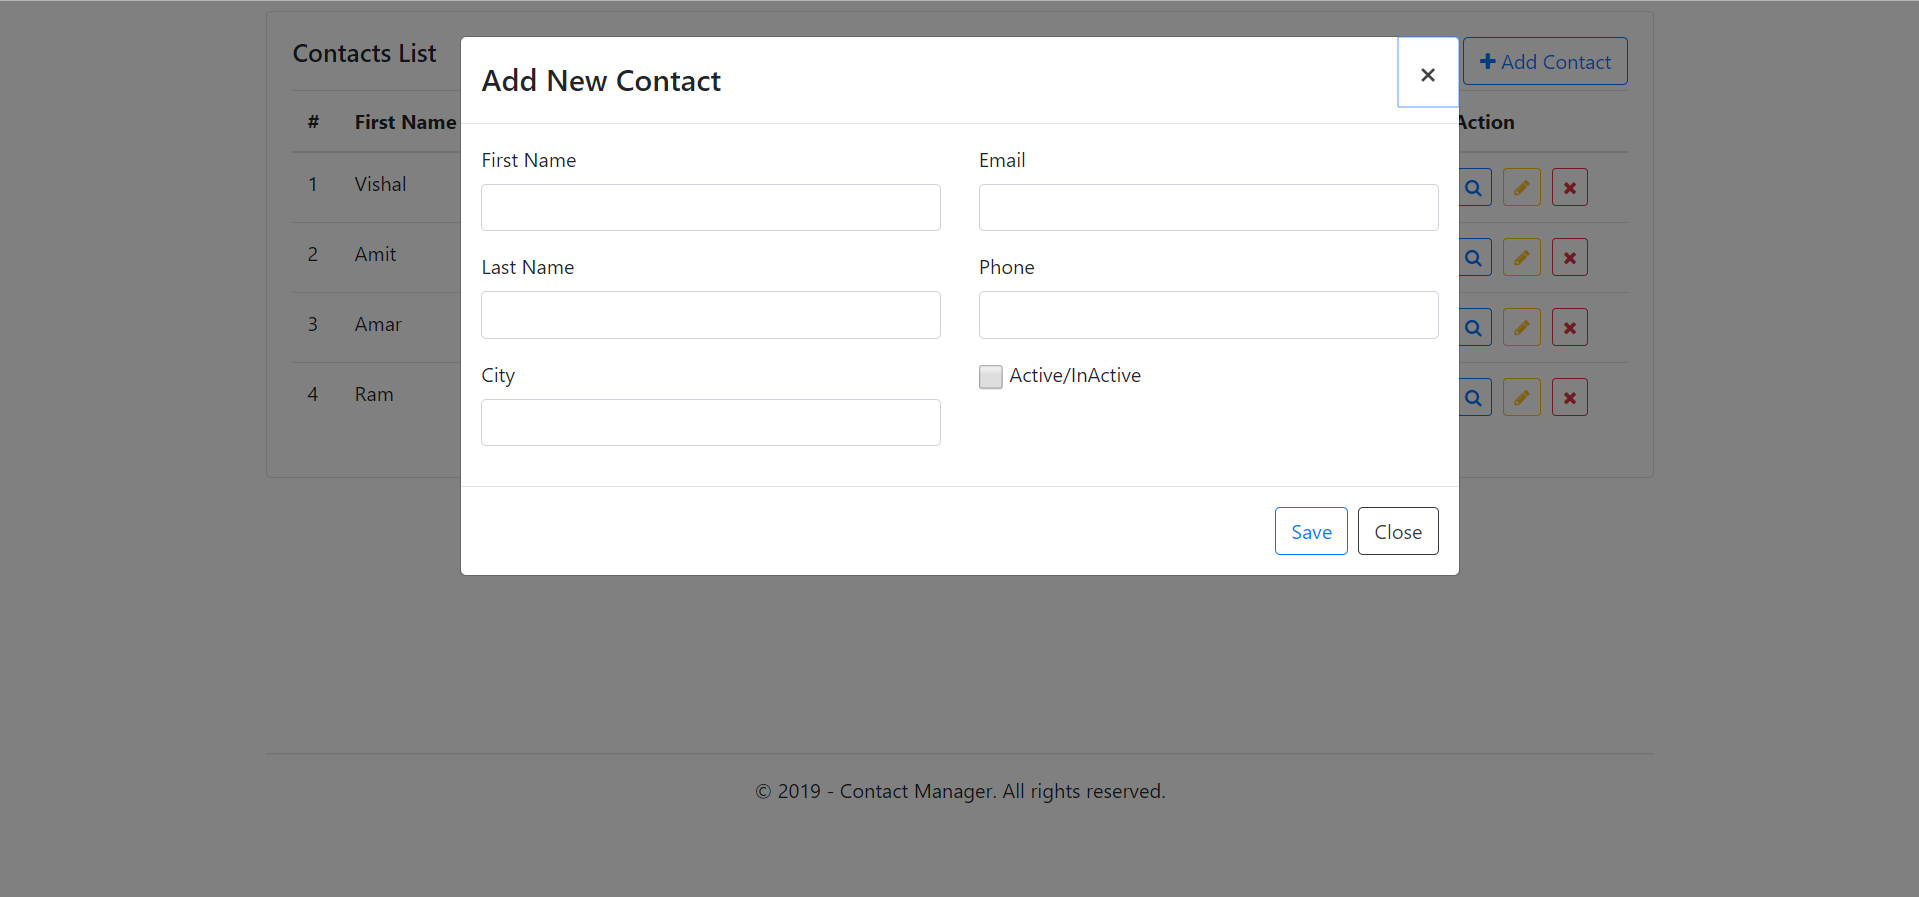 Contacts List
Add Contact
Add New Contact
×
# First Name Action
First Name Email
1 Vishal
Last Name Phone
2 Amit
3 Amar
City Active/InActive
4 Ram
Save Close
© 2019 - Contact Manager. All rights reserved.